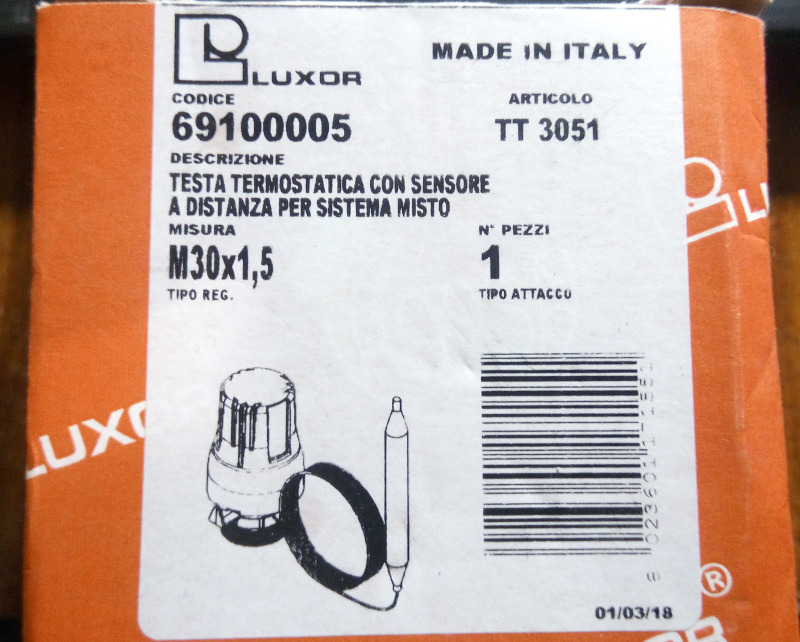 LUXOR
MADE IN ITALY
CODICE
ARTICOLO
69100005
TT 3051
DESCRIZIONE
TESTA TERMOSTATICA CON SENSORE
A DISTANZA PER SISTEMA MISTO
MISURA
N° PEZZI
M30x1,5
1
TIPO REG.
TIPO ATTACCO
01/03/18